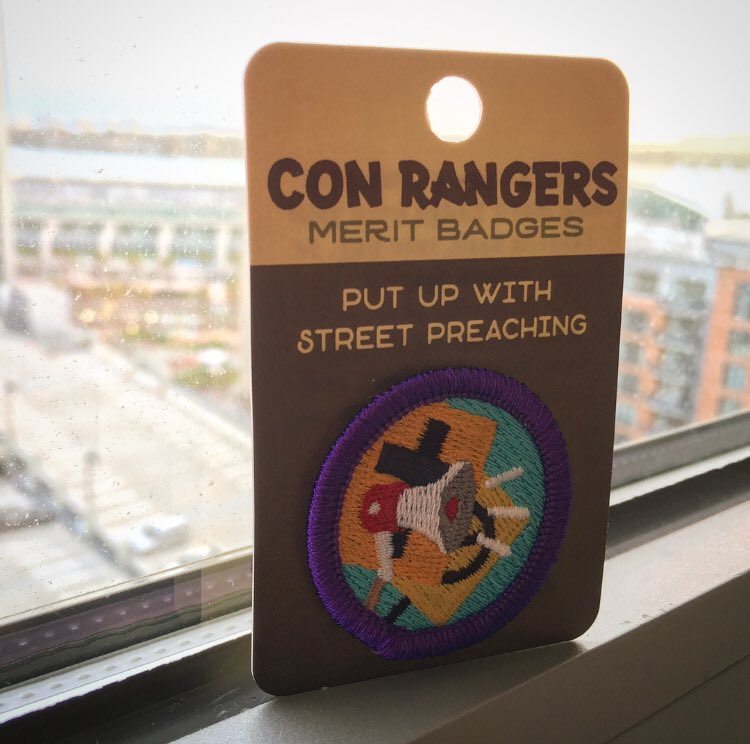 CON RANGERS
MERIT BADGES
PUT UP WITH
STREET PREACHING